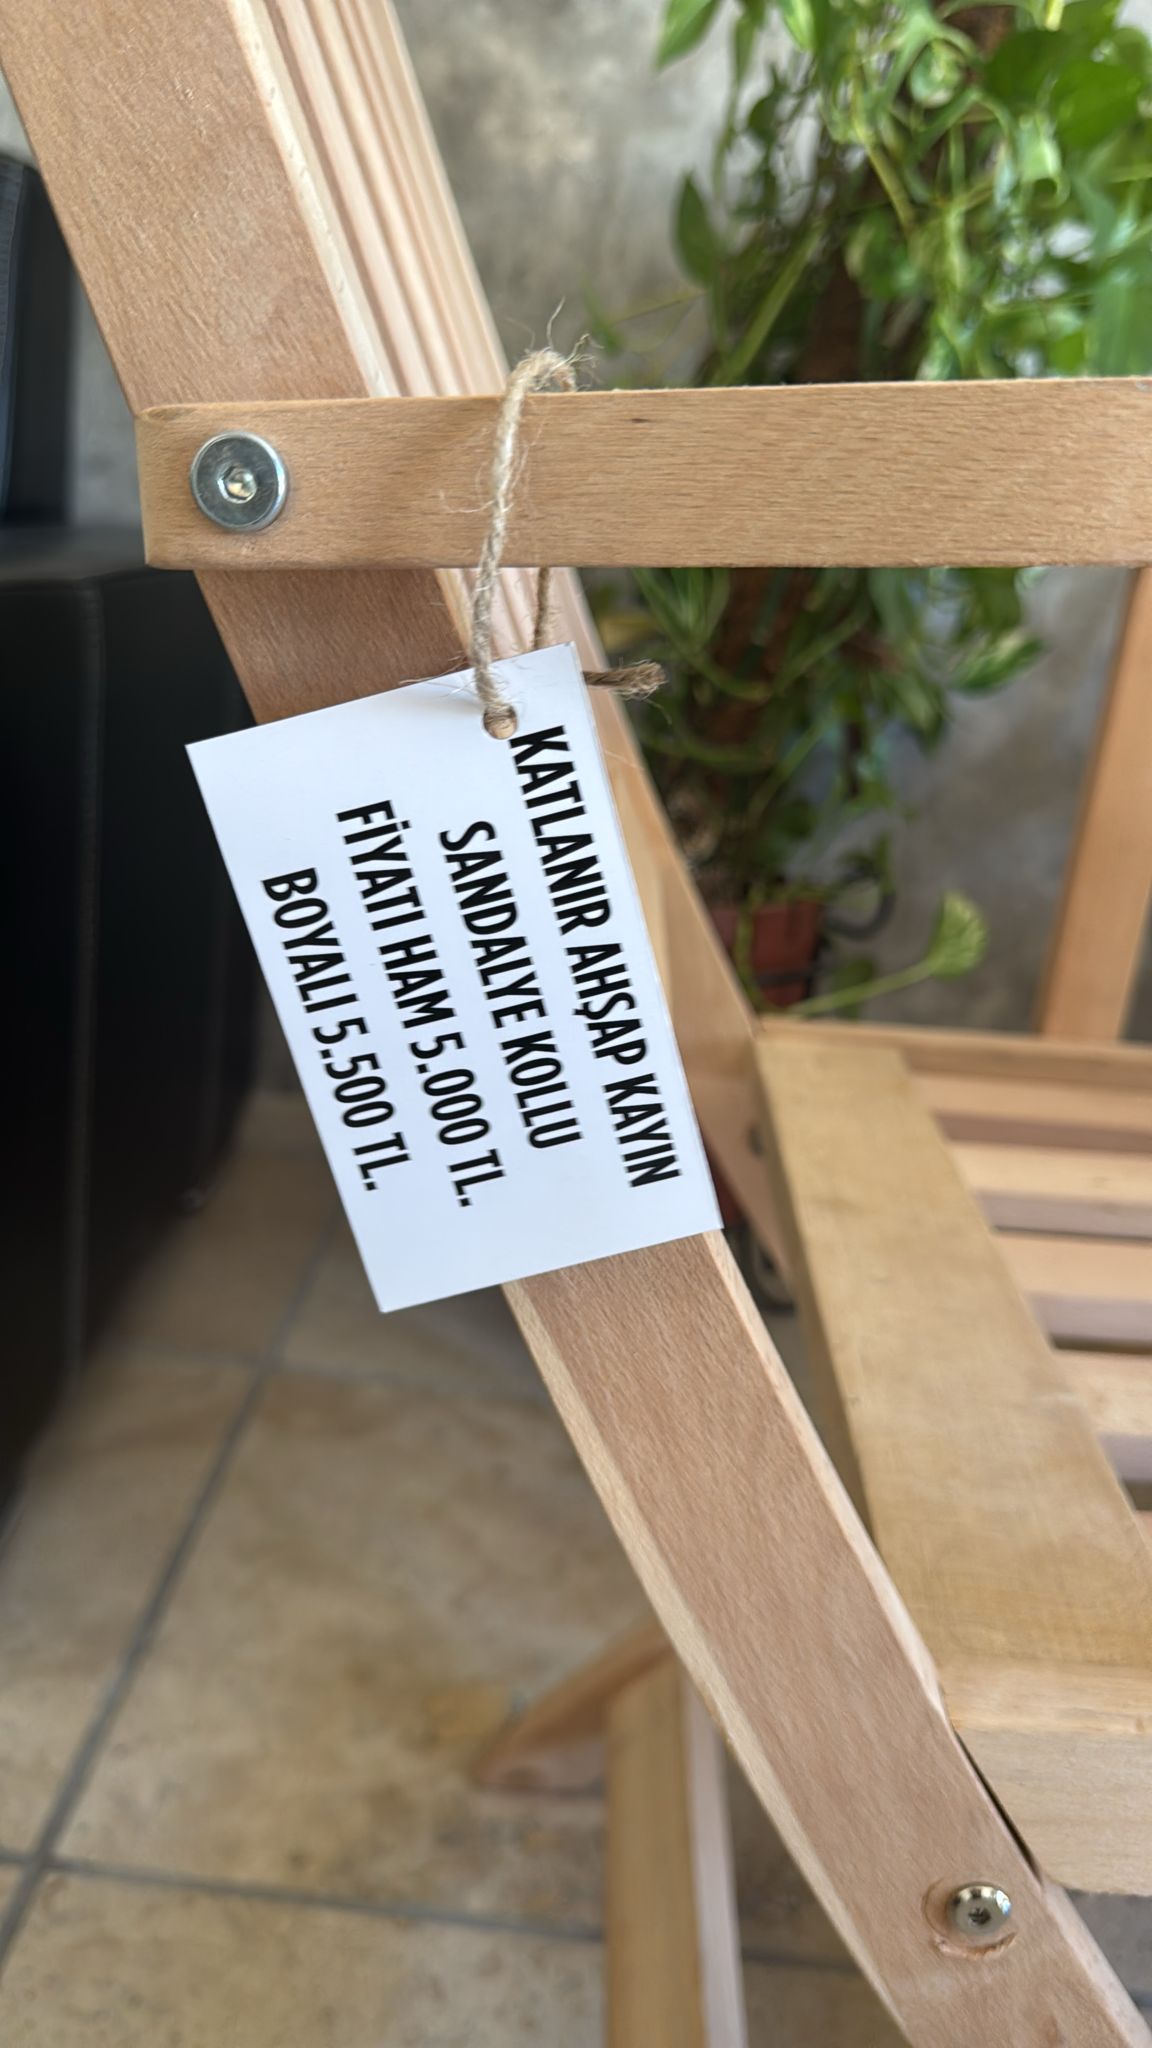 KATLANIR AHŞAP KAYIN
SANDALYE KOLLU
FİYATI HAM 5.000 TL.
BOYALI 5.500 TL.